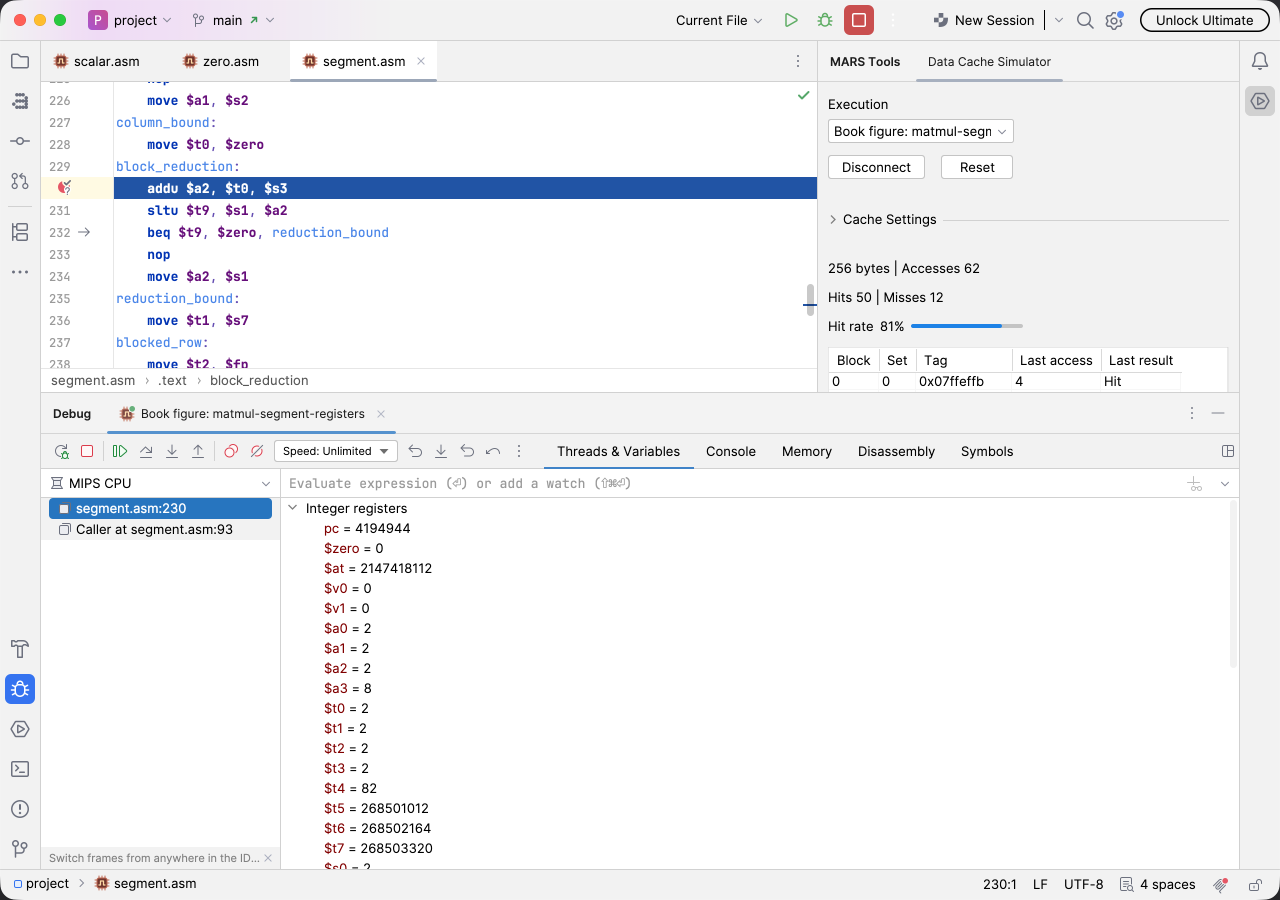 P project main Current File New Session Unlock Ultimate
scalar.asm zero.asm segment.asm
226 move $a1, $s2
227 column_bound:
228 move $t0, $zero
229 block_reduction:
addu $a2, $t0, $s3
231 sltu $t9, $s1, $a2
232 beq $t9, $zero, reduction_bound
233 nop
234 move $a2, $s1
235 reduction_bound:
236 move $t1, $s7
237 blocked_row:
238 move $t2, $fp
segment.asm › .text › block_reduction
MARS Tools Data Cache Simulator
Execution
Book figure: matmul-segn
Disconnect Reset
Cache Settings
256 bytes | Accesses 62
Hits 50 | Misses 12
Hit rate 81%
Block Set Tag Last access Last result
0 0 0x07ffeffb 4 Hit
Debug Book figure: matmul-segment-registers
Speed: Unlimited Threads & Variables Console Memory Disassembly Symbols
MIPS CPU
segment.asm:230
Caller at segment.asm:93
Switch frames from anywhere in the ID...
Evaluate expression (⏎) or add a watch (⇧⌘⏎)
Integer registers
pc = 4194944
$zero = 0
$at = 2147418112
$v0 = 0
$v1 = 0
$a0 = 2
$a1 = 2
$a2 = 2
$a3 = 8
$t0 = 2
$t1 = 2
$t2 = 2
$t3 = 2
$t4 = 82
$t5 = 268501012
$t6 = 268502164
$t7 = 268503320
$s0 = 2
project segment.asm 230:1 LF UTF-8 4 spaces